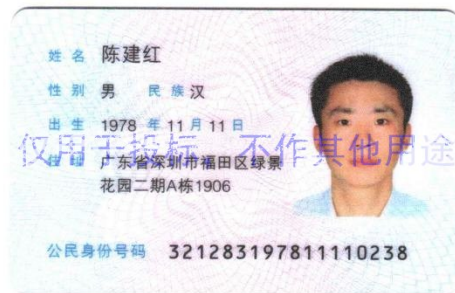 姓名 陈建红
性别 男 民族 汉
出生 1978 年 11 月 11 日
仅用于投标，不作其他用途
住址 广东省深圳市福田区绿景
花园二期A栋1906
公民身份号码 321283197811110238